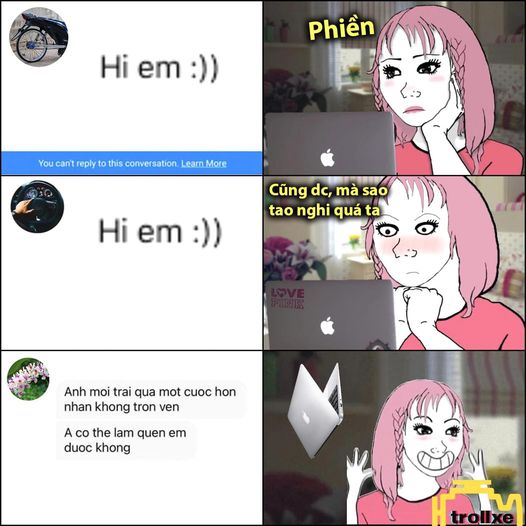 Hi em :))
Phiền
You can't reply to this conversation. Learn More
Hi em :))
Cũng dc, mà sao
tao nghi quá ta
LOVE
PINK
Anh moi trai qua mot cuoc hon
nhan khong tron ven
A co the lam quen em
duoc khong
trollxe